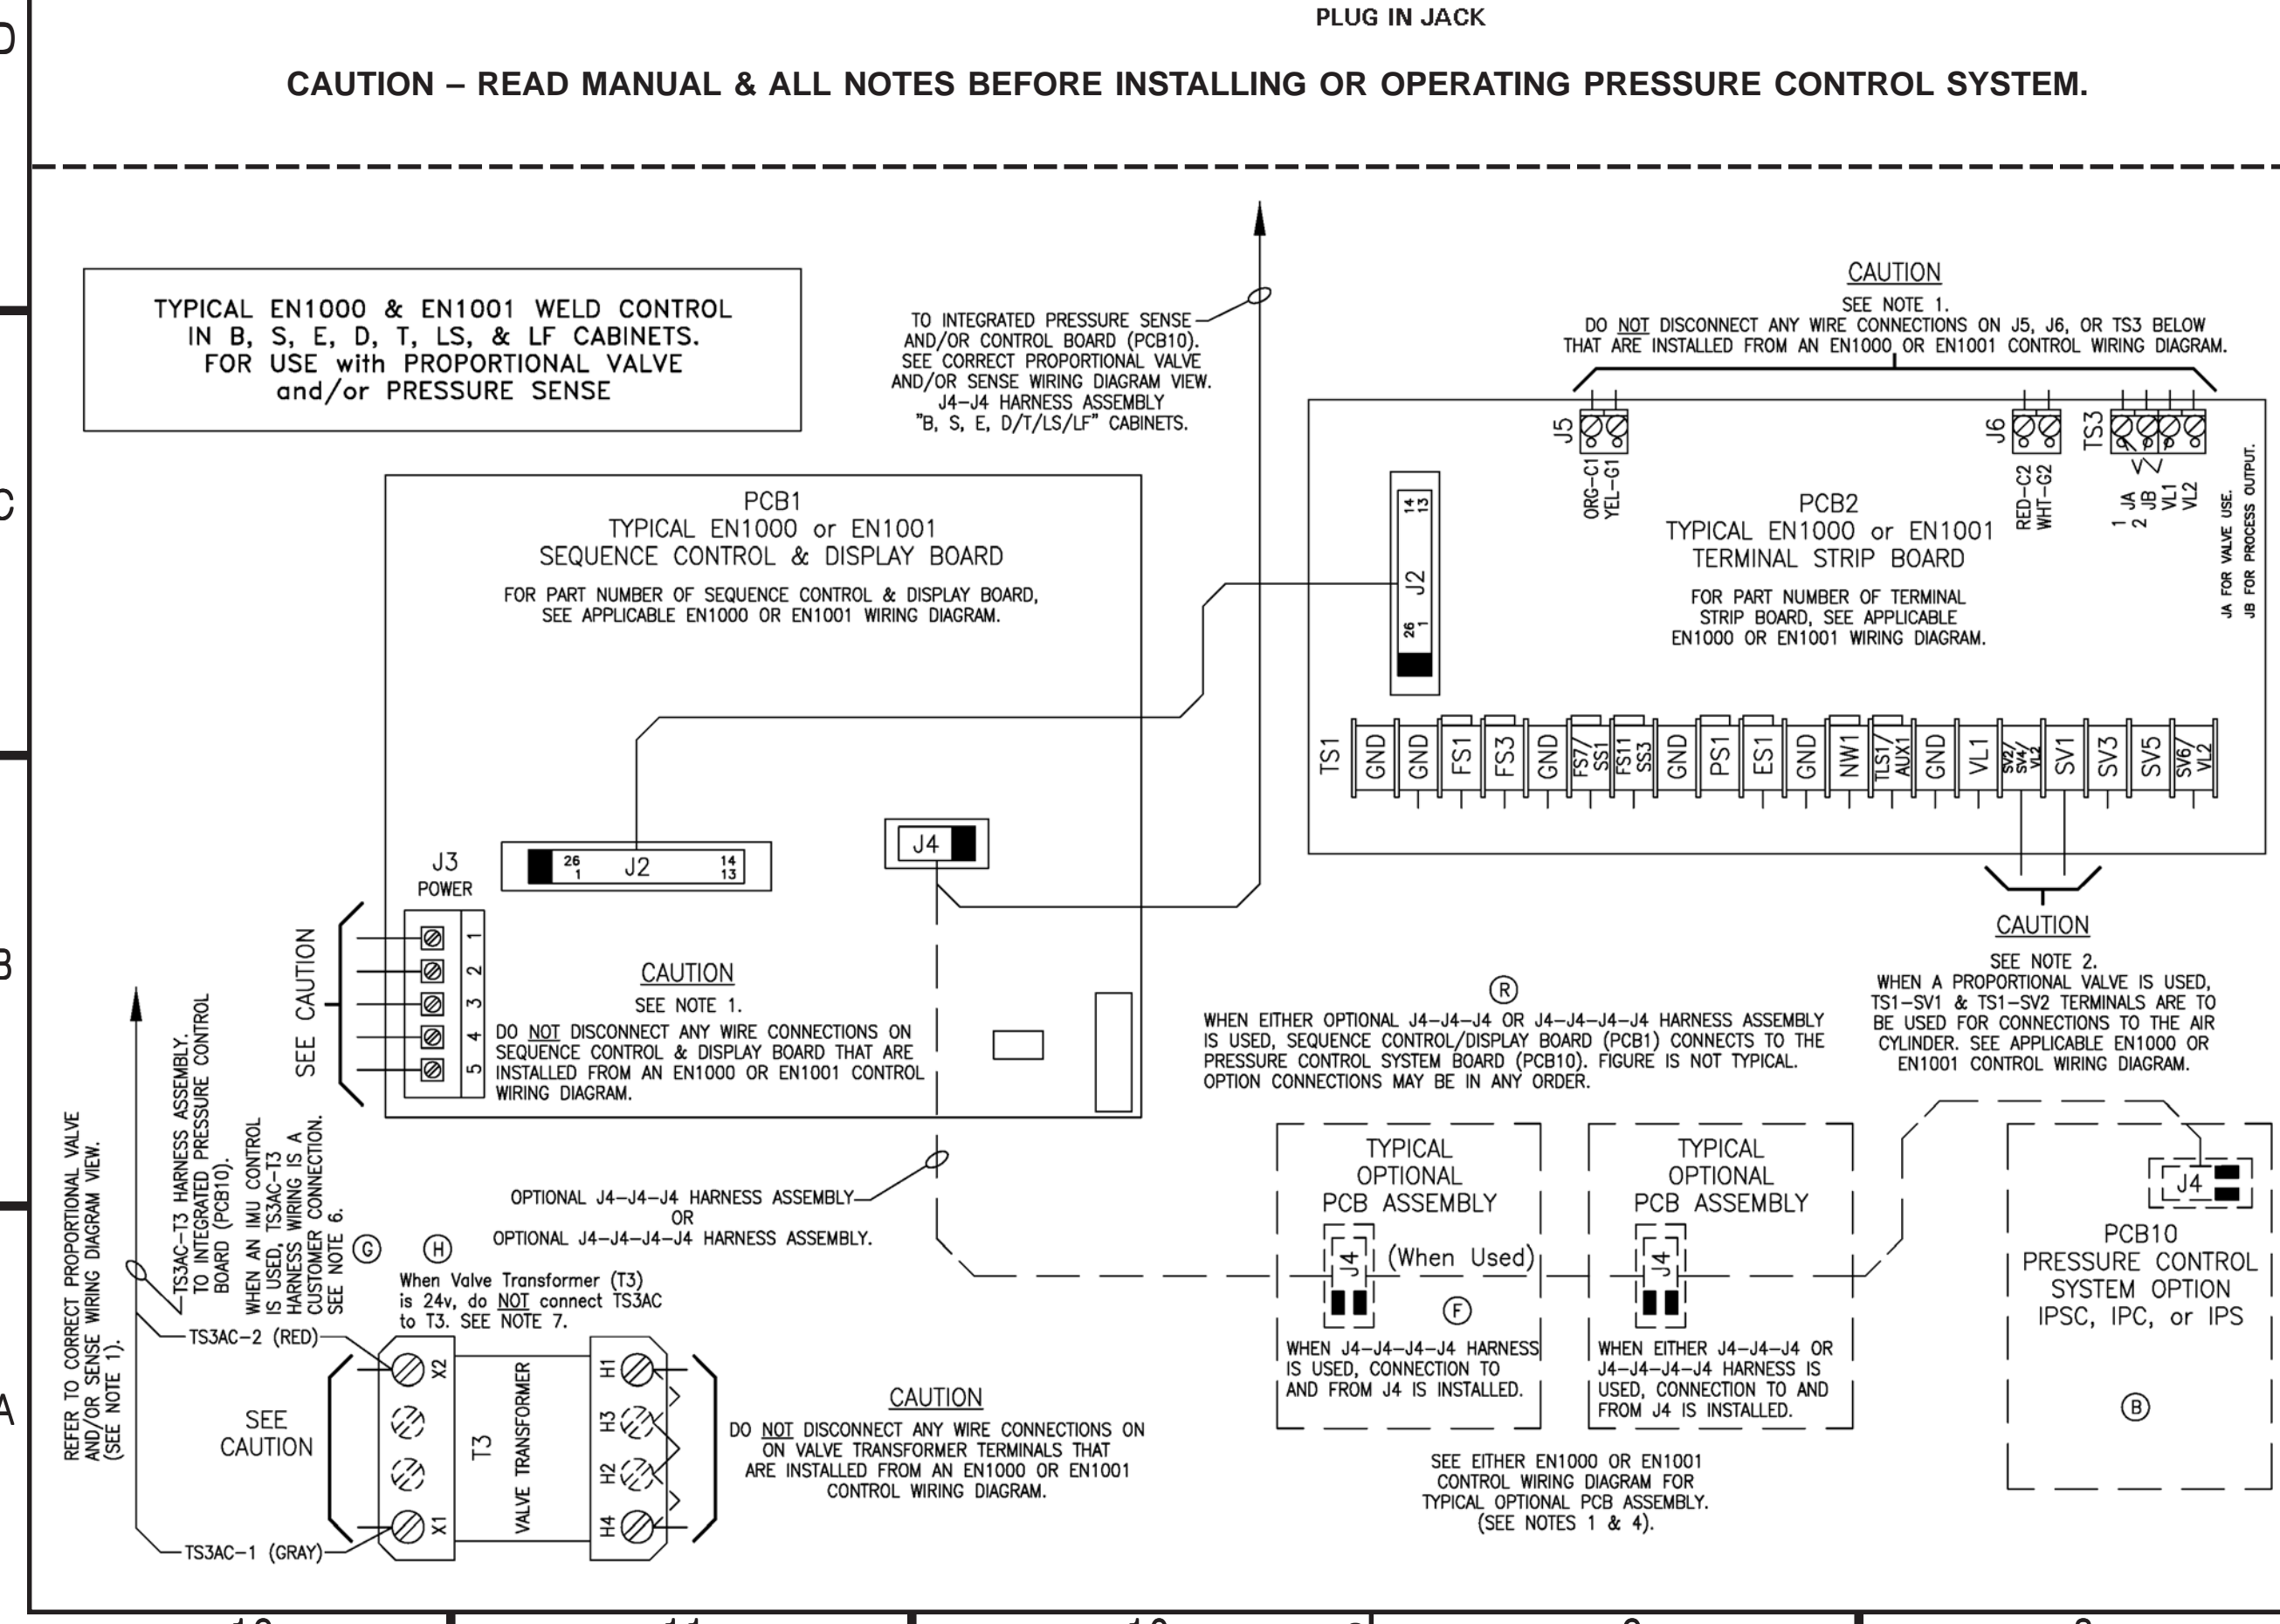 D
PLUG IN JACK
CAUTION – READ MANUAL & ALL NOTES BEFORE INSTALLING OR OPERATING PRESSURE CONTROL SYSTEM.
TYPICAL EN1000 & EN1001 WELD CONTROL
IN B, S, E, D, T, LS, & LF CABINETS.
FOR USE with PROPORTIONAL VALVE
and/or PRESSURE SENSE
TO INTEGRATED PRESSURE SENSE
AND/OR CONTROL BOARD (PCB10).
SEE CORRECT PROPORTIONAL VALVE
AND/OR SENSE WIRING DIAGRAM VIEW.
J4–J4 HARNESS ASSEMBLY
"B, S, E, D/T/LS/LF" CABINETS.
CAUTION
SEE NOTE 1.
DO NOT DISCONNECT ANY WIRE CONNECTIONS ON J5, J6, OR TS3 BELOW
THAT ARE INSTALLED FROM AN EN1000 OR EN1001 CONTROL WIRING DIAGRAM.
J5
ORG–C1
YEL–G1
J6
RED–C2
WHT–G2
TS3
1 JA
2 JB
VL1
VL2
JA FOR VALVE USE.
JB FOR PROCESS OUTPUT.
C
PCB1
TYPICAL EN1000 or EN1001
SEQUENCE CONTROL & DISPLAY BOARD
FOR PART NUMBER OF SEQUENCE CONTROL & DISPLAY BOARD,
SEE APPLICABLE EN1000 OR EN1001 WIRING DIAGRAM.
14
13
J2
26
1
PCB2
TYPICAL EN1000 or EN1001
TERMINAL STRIP BOARD
FOR PART NUMBER OF TERMINAL
STRIP BOARD, SEE APPLICABLE
EN1000 OR EN1001 WIRING DIAGRAM.
TS1
GND
GND
FS1
FS3
GND
FS7/
SS1
FS11
SS3
GND
PS1
ES1
GND
NW1
TLS1/
AUX1
GND
VL1
SV2/
SV4/
VL2
SV1
SV3
SV5
SV6/
VL2
J3
POWER
26
1
J2
14
13
J4
B
SEE CAUTION
1
2
3
4
5
CAUTION
SEE NOTE 1.
DO NOT DISCONNECT ANY WIRE CONNECTIONS ON
SEQUENCE CONTROL & DISPLAY BOARD THAT ARE
INSTALLED FROM AN EN1000 OR EN1001 CONTROL
WIRING DIAGRAM.
CAUTION
SEE NOTE 2.
WHEN A PROPORTIONAL VALVE IS USED,
TS1–SV1 & TS1–SV2 TERMINALS ARE TO
BE USED FOR CONNECTIONS TO THE AIR
CYLINDER. SEE APPLICABLE EN1000 OR
EN1001 CONTROL WIRING DIAGRAM.
R
WHEN EITHER OPTIONAL J4–J4–J4 OR J4–J4–J4–J4 HARNESS ASSEMBLY
IS USED, SEQUENCE CONTROL/DISPLAY BOARD (PCB1) CONNECTS TO THE
PRESSURE CONTROL SYSTEM BOARD (PCB10). FIGURE IS NOT TYPICAL.
OPTION CONNECTIONS MAY BE IN ANY ORDER.
REFER TO CORRECT PROPORTIONAL VALVE
AND/OR SENSE WIRING DIAGRAM VIEW.
(SEE NOTE 1).
TS3AC–T3 HARNESS ASSEMBLY.
TO INTEGRATED PRESSURE CONTROL
BOARD (PCB10).
WHEN AN IMU CONTROL
IS USED, TS3AC–T3
HARNESS WIRING IS A
CUSTOMER CONNECTION.
SEE NOTE 6.
G
H
When Valve Transformer (T3)
is 24v, do NOT connect TS3AC
to T3. SEE NOTE 7.
OPTIONAL J4–J4–J4 HARNESS ASSEMBLY
OR
OPTIONAL J4–J4–J4–J4 HARNESS ASSEMBLY.
TYPICAL
OPTIONAL
PCB ASSEMBLY
J4
(When Used)
F
WHEN J4–J4–J4–J4 HARNESS
IS USED, CONNECTION TO
AND FROM J4 IS INSTALLED.
TYPICAL
OPTIONAL
PCB ASSEMBLY
J4
WHEN EITHER J4–J4–J4 OR
J4–J4–J4–J4 HARNESS IS
USED, CONNECTION TO AND
FROM J4 IS INSTALLED.
J4
PCB10
PRESSURE CONTROL
SYSTEM OPTION
IPSC, IPC, or IPS
B
SEE EITHER EN1000 OR EN1001
CONTROL WIRING DIAGRAM FOR
TYPICAL OPTIONAL PCB ASSEMBLY.
(SEE NOTES 1 & 4).
A
TS3AC–2 (RED)
SEE
CAUTION
TS3AC–1 (GRAY)
X2
X1
T3
VALVE TRANSFORMER
H1
H3
H2
H4
CAUTION
DO NOT DISCONNECT ANY WIRE CONNECTIONS ON
ON VALVE TRANSFORMER TERMINALS THAT
ARE INSTALLED FROM AN EN1000 OR EN1001
CONTROL WIRING DIAGRAM.